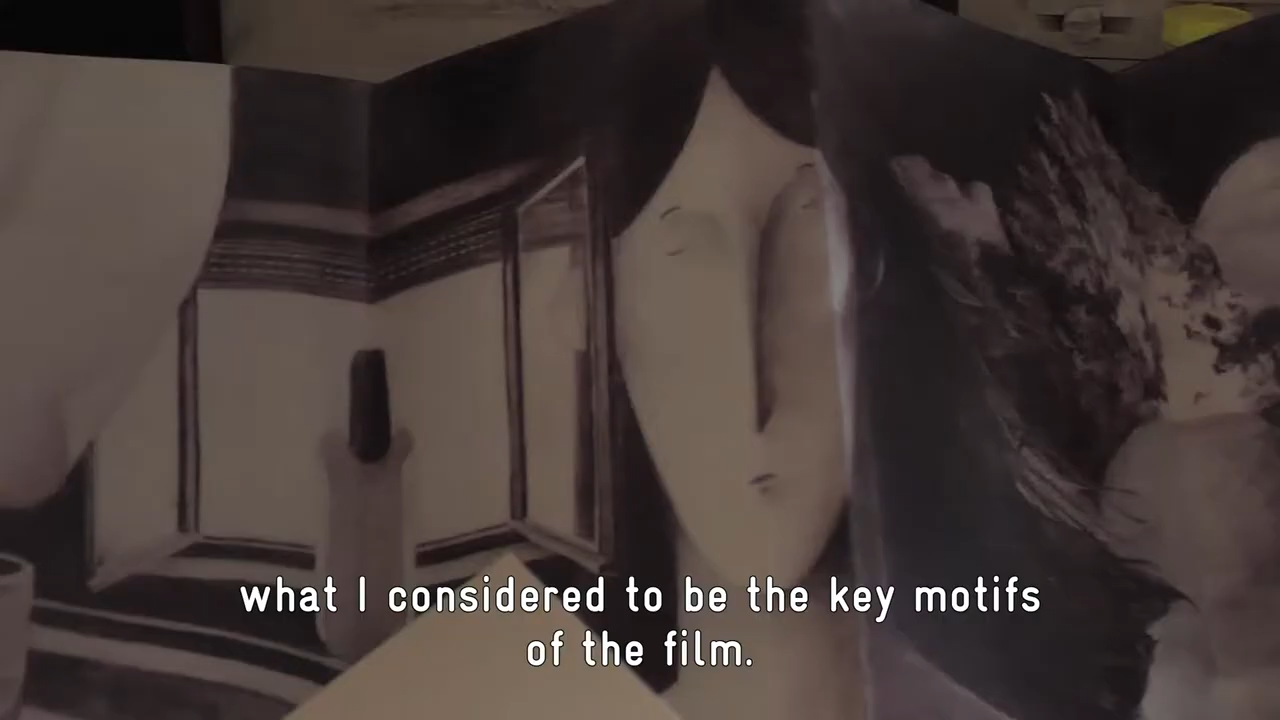 what I considered to be the key motifs
of the film.